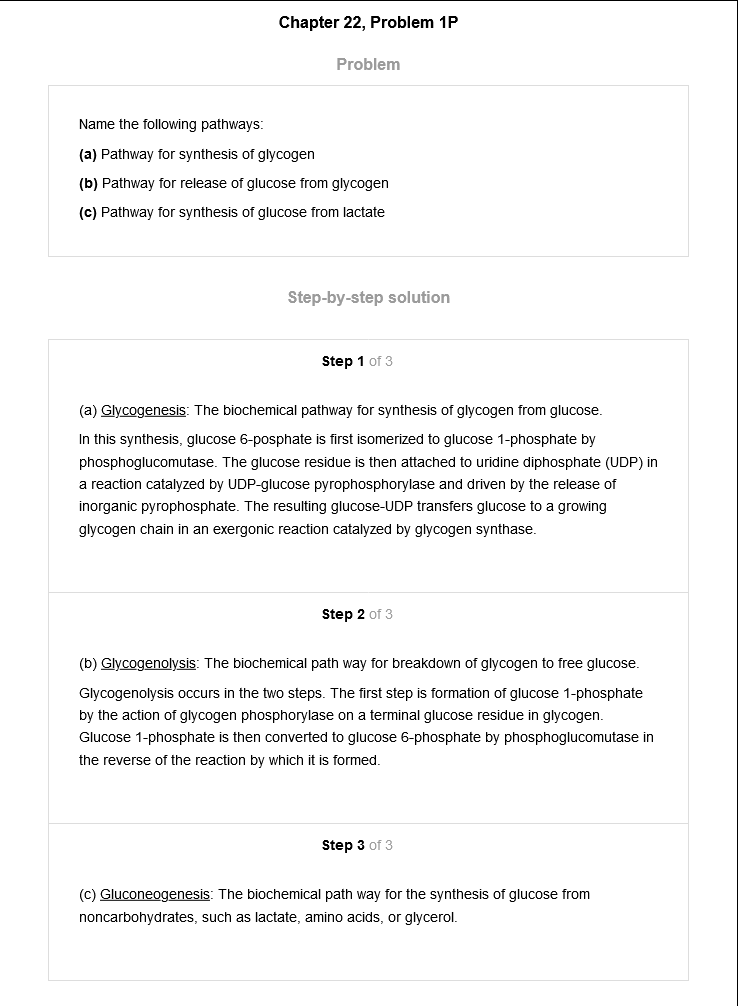 Chapter 22, Problem 1P
Problem
Name the following pathways:
(a) Pathway for synthesis of glycogen
(b) Pathway for release of glucose from glycogen
(c) Pathway for synthesis of glucose from lactate
Step-by-step solution
Step 1 of 3
(a) Glycogenesis: The biochemical pathway for synthesis of glycogen from glucose.
In this synthesis, glucose 6-posphate is first isomerized to glucose 1-phosphate by
phosphoglucomutase. The glucose residue is then attached to uridine diphosphate (UDP) in
a reaction catalyzed by UDP-glucose pyrophosphorylase and driven by the release of
inorganic pyrophosphate. The resulting glucose-UDP transfers glucose to a growing
glycogen chain in an exergonic reaction catalyzed by glycogen synthase.
Step 2 of 3
(b) Glycogenolysis: The biochemical path way for breakdown of glycogen to free glucose.
Glycogenolysis occurs in the two steps. The first step is formation of glucose 1-phosphate
by the action of glycogen phosphorylase on a terminal glucose residue in glycogen.
Glucose 1-phosphate is then converted to glucose 6-phosphate by phosphoglucomutase in
the reverse of the reaction by which it is formed.
Step 3 of 3
(c) Gluconeogenesis: The biochemical path way for the synthesis of glucose from
noncarbohydrates, such as lactate, amino acids, or glycerol.